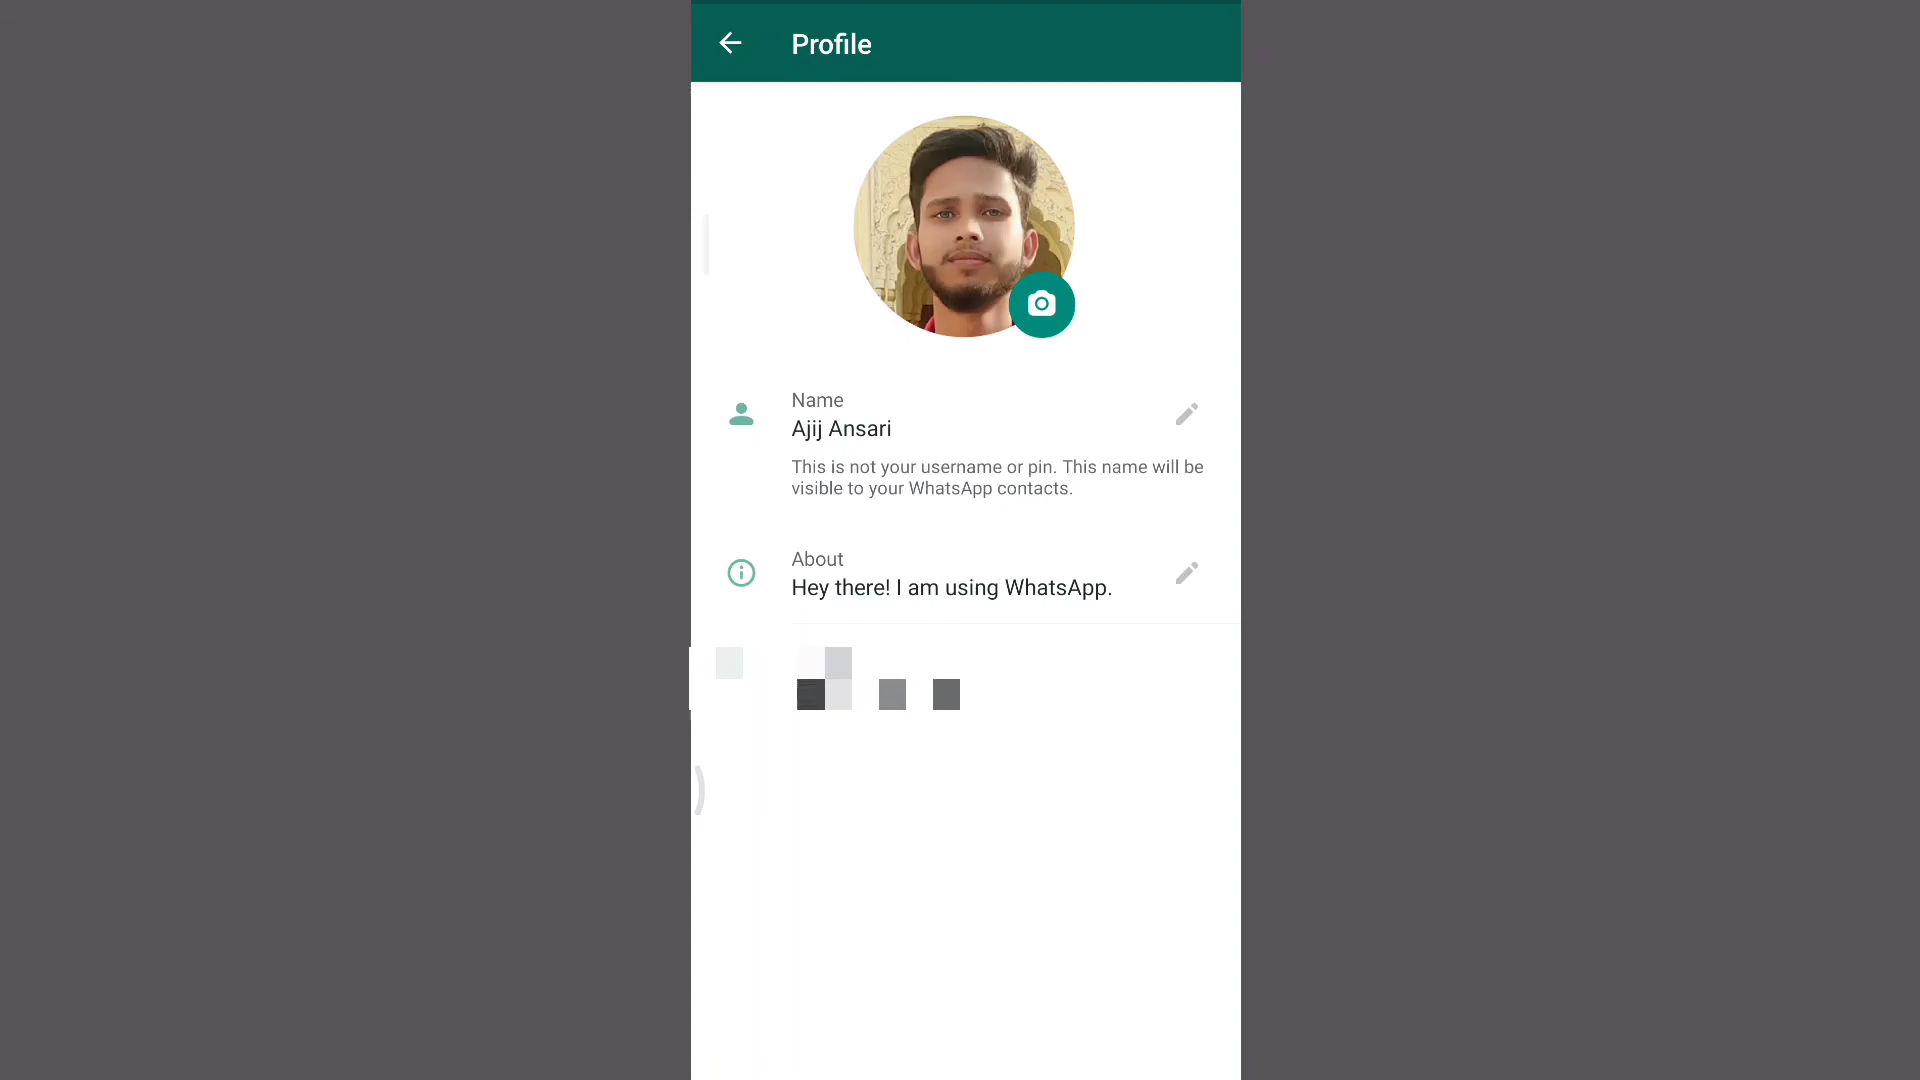 Profile
Name
Ajij Ansari
This is not your username or pin. This name will be
visible to your WhatsApp contacts.
About
Hey there! I am using WhatsApp.